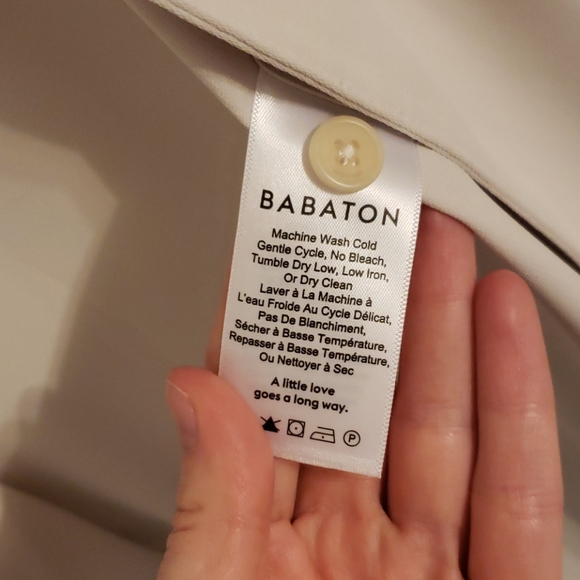 BABATON
Machine Wash Cold
Gentle Cycle, No Bleach,
Tumble Dry Low, Low Iron,
Or Dry Clean
Laver à La Machine à
L'eau Froide Au Cycle Délicat,
Pas De Blanchiment,
Sécher à Basse Température,
Repasser à Basse Température,
Ou Nettoyer à Sec
A little love
goes a long way.
P